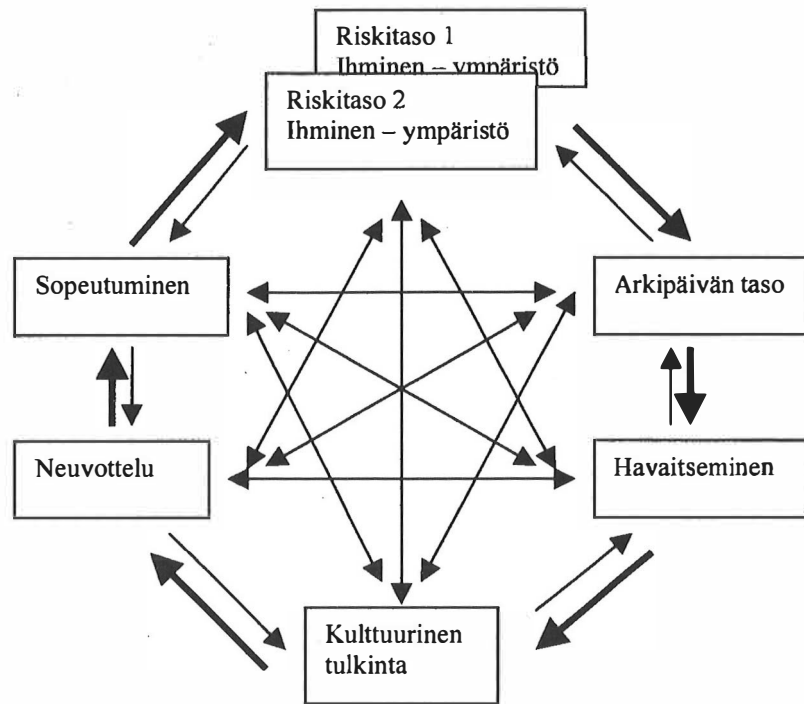 Riskitaso 1
Ihminen – ympäristö
Riskitaso 2
Ihminen – ympäristö
Sopeutuminen
Arkipäivän taso
Neuvottelu
Havaitseminen
Kulttuurinen
tulkinta